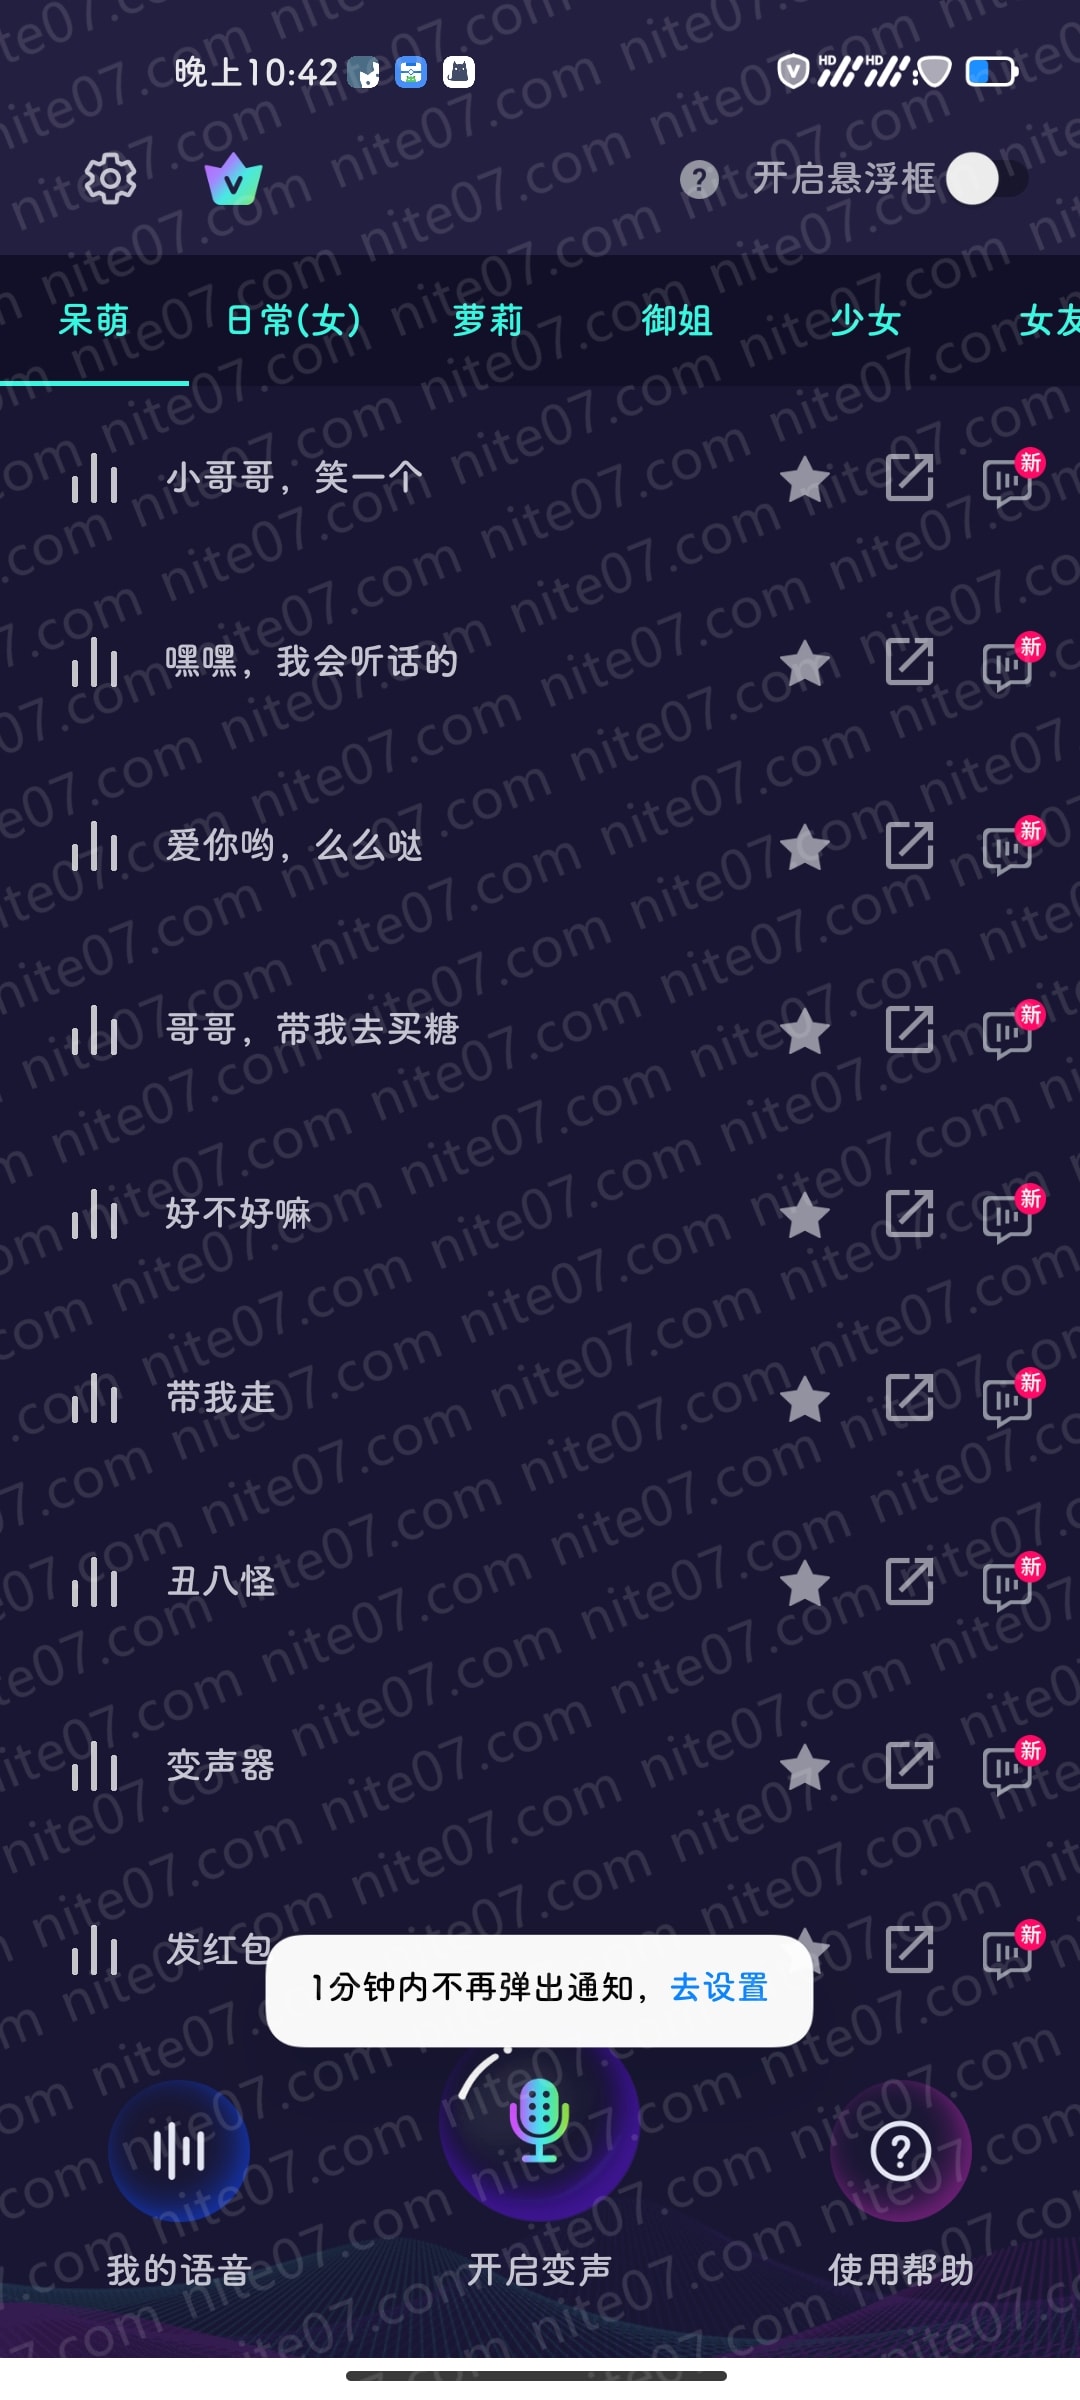 晚上10:42
HD HD
开启悬浮框
呆萌 日常(女) 萝莉 御姐 少女 女友
小哥哥，笑一个 新
嘿嘿，我会听话的 新
爱你哟，么么哒 新
哥哥，带我去买糖 新
好不好嘛 新
带我走 新
丑八怪 新
变声器 新
发红包 新
1分钟内不再弹出通知，去设置
我的语音 开启变声 使用帮助
nite07.com